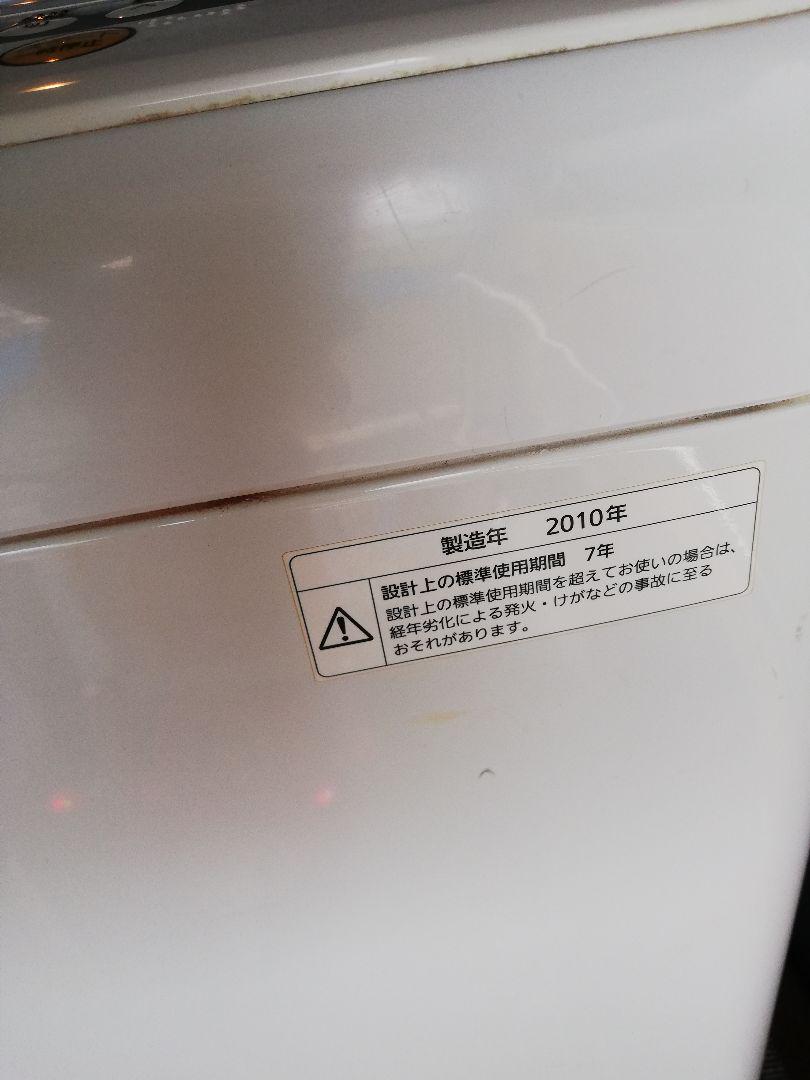 製造年 2010年
設計上の標準使用期間 7年
設計上の標準使用期間を超えてお使いの場合は、
経年劣化による発火・けがなどの事故に至る
おそれがあります。